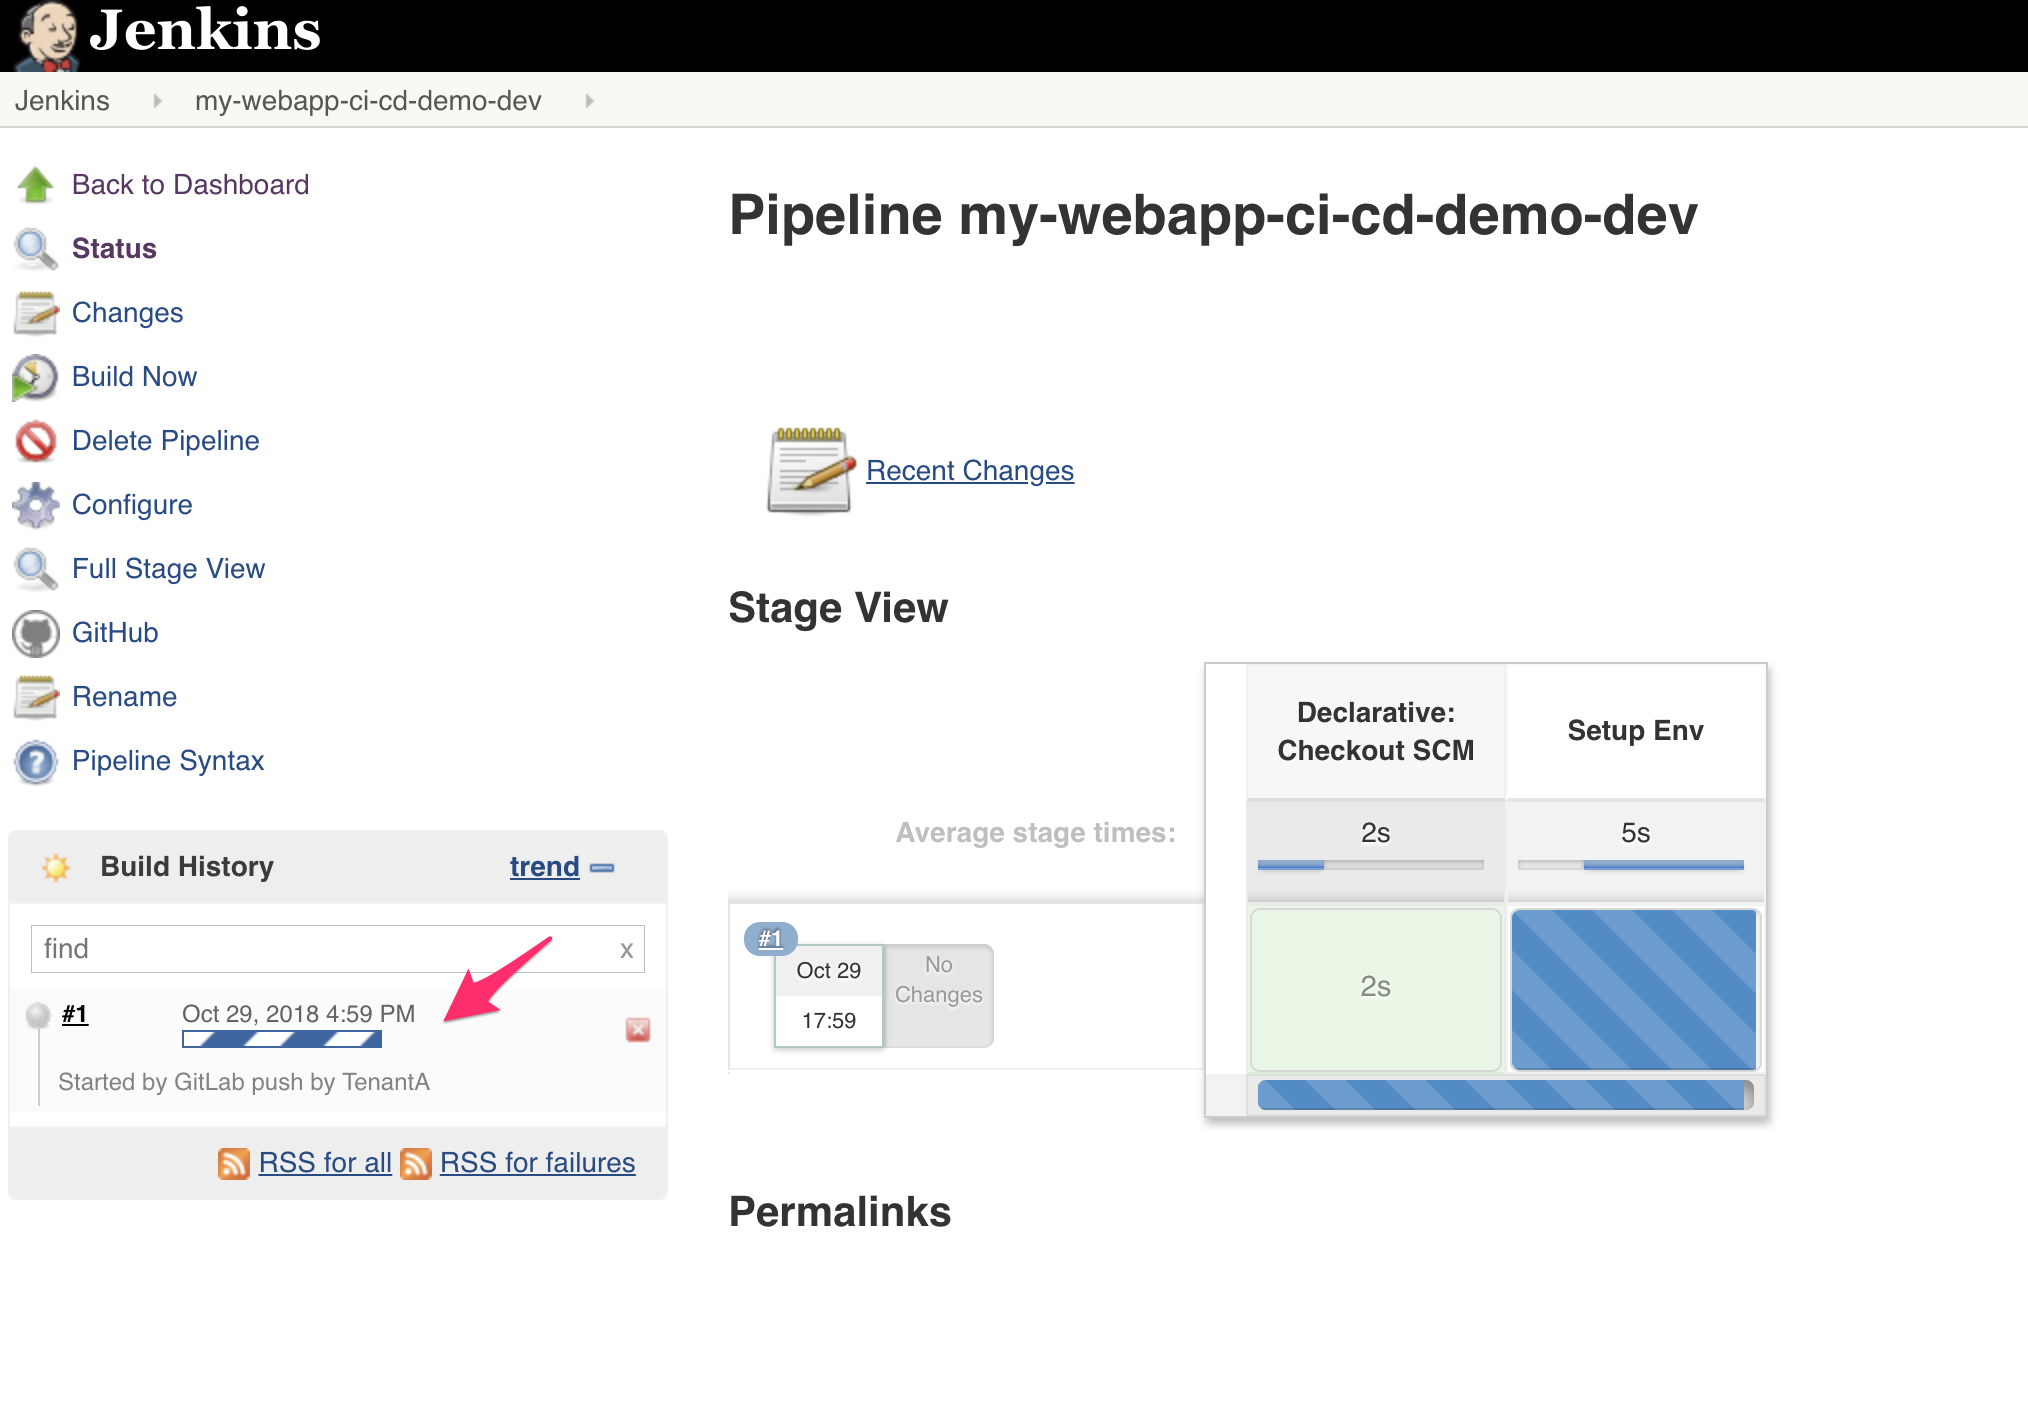 Jenkins
Jenkins my-webapp-ci-cd-demo-dev
Back to Dashboard
Status
Changes
Build Now
Delete Pipeline
Configure
Full Stage View
GitHub
Rename
Pipeline Syntax
Build History trend
find x
#1 Oct 29, 2018 4:59 PM
Started by GitLab push by TenantA
RSS for all RSS for failures
Pipeline my-webapp-ci-cd-demo-dev
Recent Changes
Stage View
Declarative:
Checkout SCM
Setup Env
Average stage times:
2s 5s
#1
Oct 29
17:59
No
Changes
2s
Permalinks